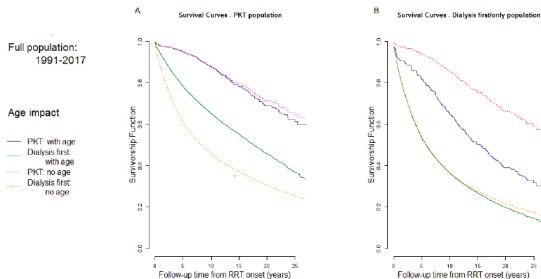 A
Survival Curves - PKT population
B
Survival Curves - Dialysis first/only population
Full population:
1991-2017
Age impact
PKT: with age
Dialysis first:
with age
PKT: no age
Dialysis first:
no age
Survivorship Function
1.0
0.8
0.6
0.4
0.2
0.0
0 5 10 15 20 25
Follow-up time from RRT onset (years)
Survivorship Function
1.0
0.8
0.6
0.4
0.2
0.0
0 5 10 15 20 25
Follow-up time from RRT onset (years)